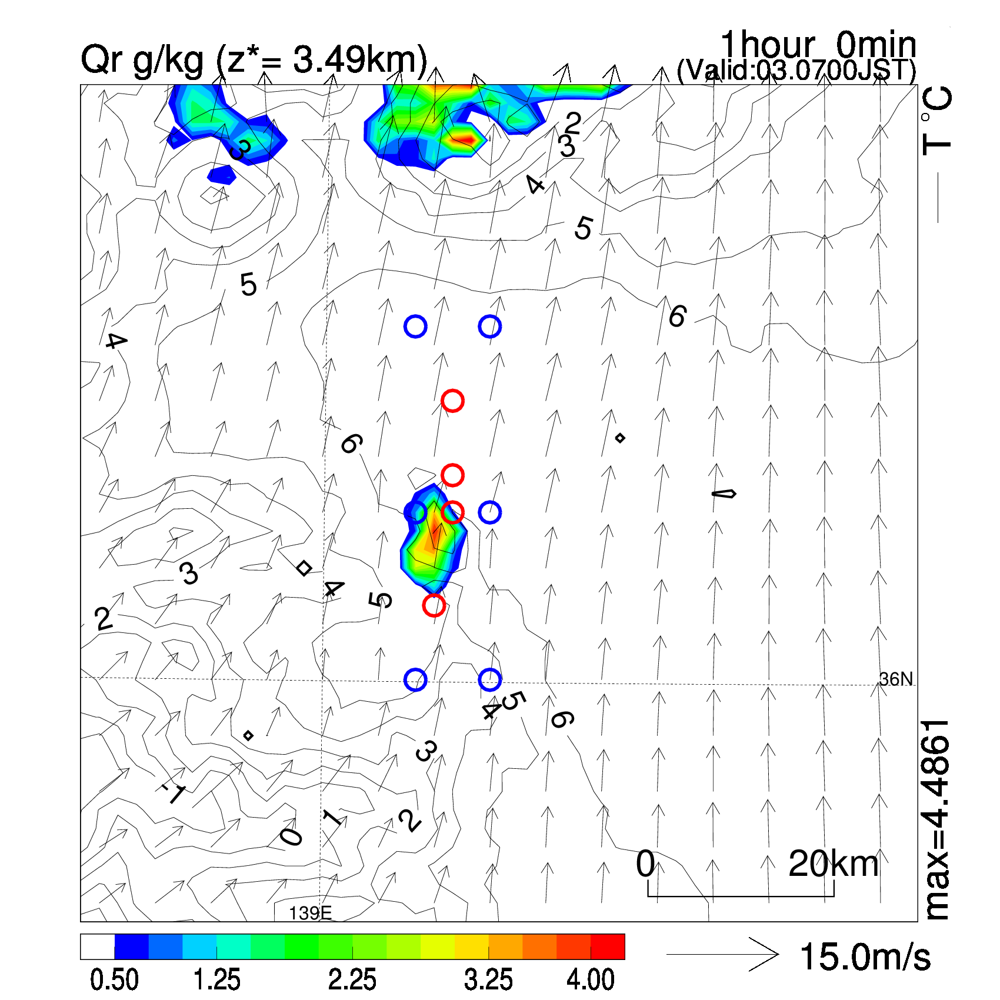 1hour 0min
Qr g/kg (z*= 3.49km)
(Valid:03.0700JST)
T °C
2
3
3
4
5
5
6
4
6
3
4
5
2
36N
5
4
6
3
-1
1
2
0
0 20km
139E
max=4.4861
0.50 1.25 2.25 3.25 4.00
15.0m/s